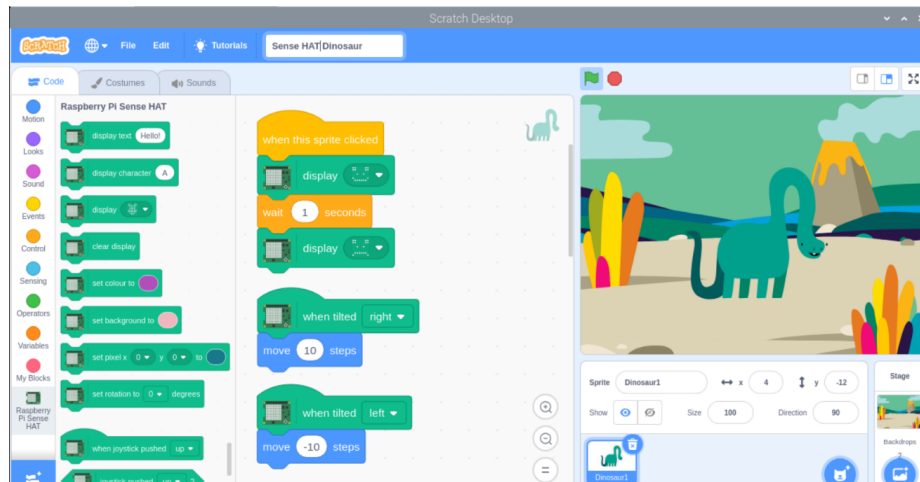 Scratch Desktop
SCRATCH
File Edit Tutorials Sense HAT Dinosaur
Code Costumes Sounds
Motion
Looks
Sound
Events
Control
Sensing
Operators
Variables
My Blocks
Raspberry
Pi Sense
HAT
Raspberry Pi Sense HAT
display text Hello!
display character A
display
clear display
set colour to
set background to
set pixel x 0 y 0 to
set rotation to 0 degrees
when joystick pushed up
joystick pushed up ?
when this sprite clicked
display
wait 1 seconds
display
when tilted right
move 10 steps
when tilted left
move -10 steps
Sprite Dinosaur1 x 4 y -12
Show Size 100 Direction 90
Dinosaur1
Stage
Backdrops
2